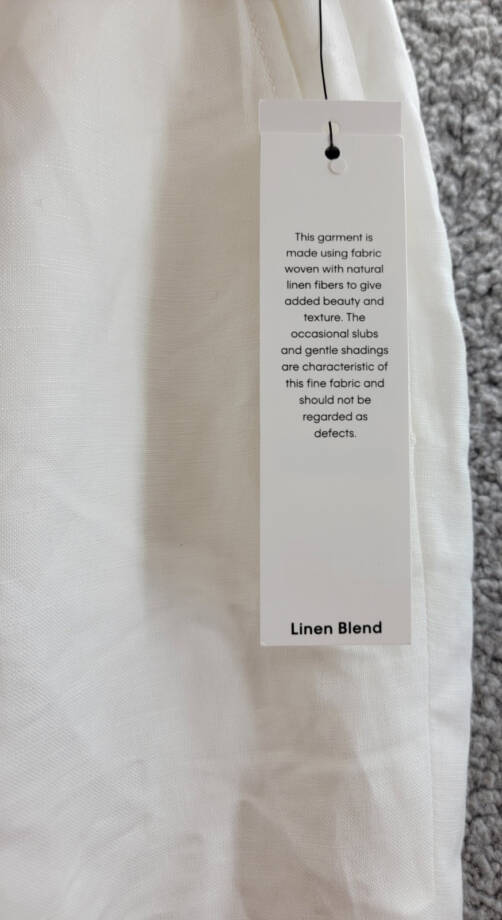 This garment is
made using fabric
woven with natural
linen fibers to give
added beauty and
texture. The
occasional slubs
and gentle shadings
are characteristic of
this fine fabric and
should not be
regarded as
defects.
Linen Blend